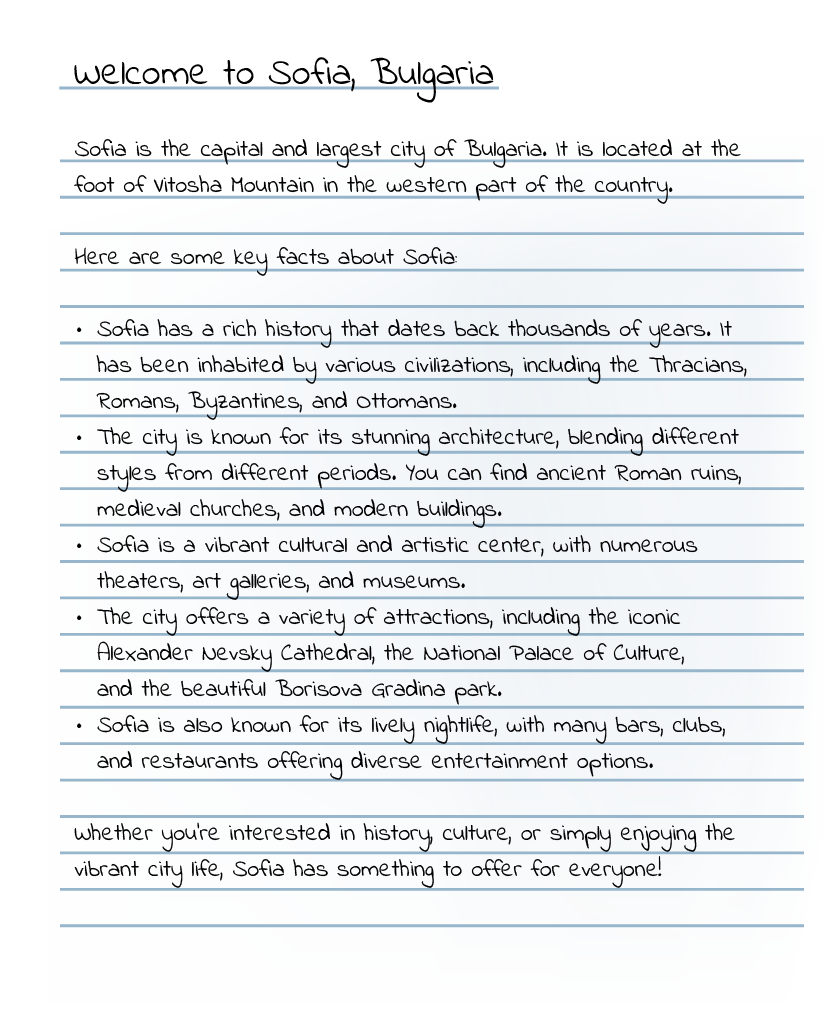 Welcome to Sofia, Bulgaria
Sofia is the capital and largest city of Bulgaria. It is located at the
foot of Vitosha Mountain in the western part of the country.
Here are some key facts about Sofia:
• Sofia has a rich history that dates back thousands of years. It
has been inhabited by various civilizations, including the Thracians,
Romans, Byzantines, and Ottomans.
• The city is known for its stunning architecture, blending different
styles from different periods. You can find ancient Roman ruins,
medieval churches, and modern buildings.
• Sofia is a vibrant cultural and artistic center, with numerous
theaters, art galleries, and museums.
• The city offers a variety of attractions, including the iconic
Alexander Nevsky Cathedral, the National Palace of Culture,
and the beautiful Borisova Gradina park.
• Sofia is also known for its lively nightlife, with many bars, clubs,
and restaurants offering diverse entertainment options.
Whether you're interested in history, culture, or simply enjoying the
vibrant city life, Sofia has something to offer for everyone!